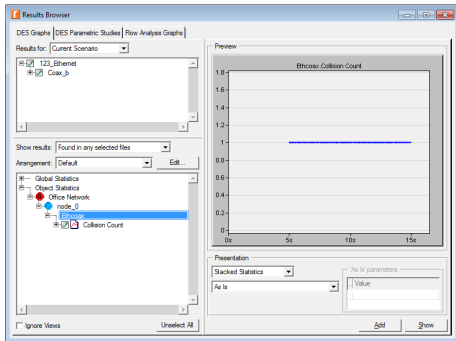 Results Browser
DES Graphs DES Parametric Studies Flow Analysis Graphs
Results for: Current Scenario
123_Ethernet
Coax_b
Show results: Found in any selected files
Arrangement: Default Edit...
Global Statistics
Object Statistics
Office Network
node_0
Ethcoax
Collision Count
Ignore Views Unselect All
Preview
Ethcoax.Collision Count
1.8
1.6
1.4
1.2
1
0.8
0.6
0.4
0.2
0
0s 5s 10s 15s
Presentation
Stacked Statistics
As Is
'As Is' parameters
Value
Add Show